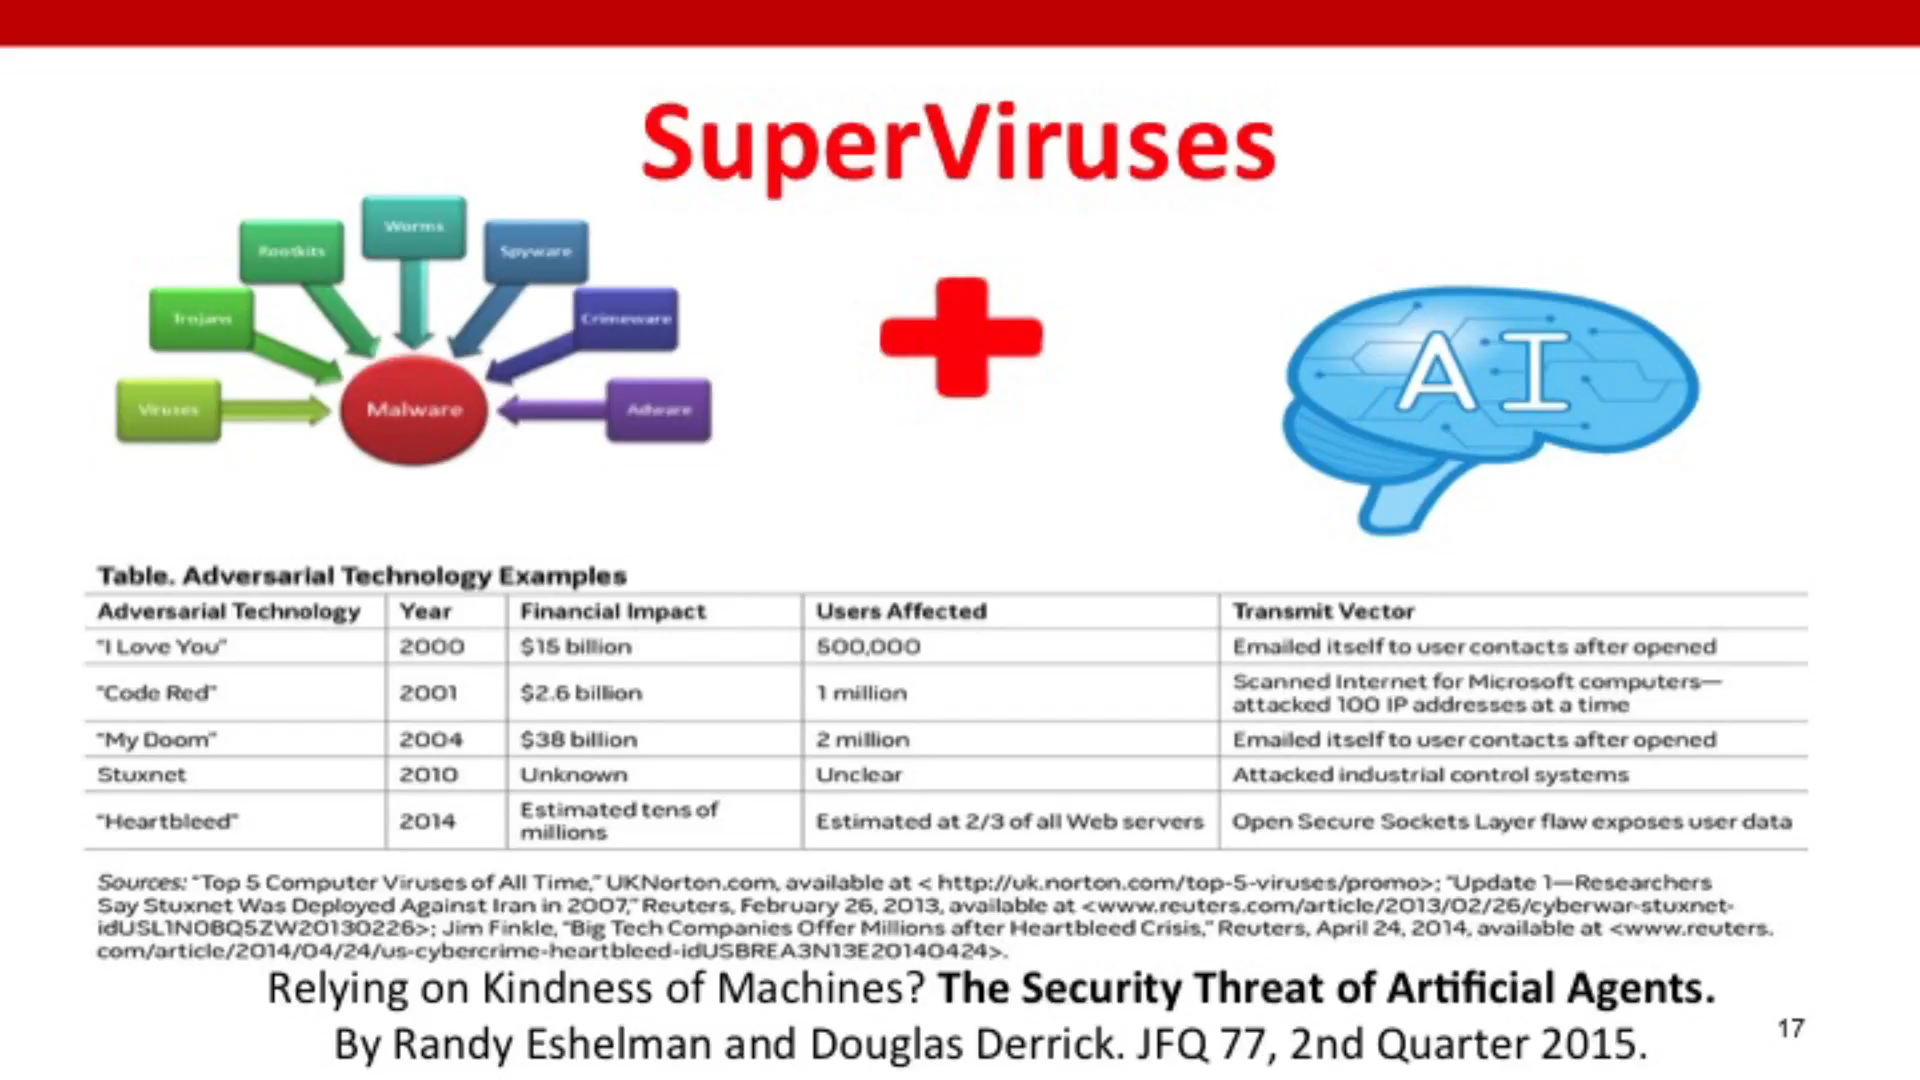 SuperViruses
Worms
Rootkits
Spyware
Trojans
Crimeware
Viruses
Malware
Adware
AI
Table. Adversarial Technology Examples
Adversarial Technology Year Financial Impact Users Affected Transmit Vector
"I Love You" 2000 $15 billion 500,000 Emailed itself to user contacts after opened
"Code Red" 2001 $2.6 billion 1 million Scanned Internet for Microsoft computers—
attacked 100 IP addresses at a time
"My Doom" 2004 $38 billion 2 million Emailed itself to user contacts after opened
Stuxnet 2010 Unknown Unclear Attacked industrial control systems
"Heartbleed" 2014 Estimated tens of
millions Estimated at 2/3 of all Web servers Open Secure Sockets Layer flaw exposes user data
Sources: "Top 5 Computer Viruses of All Time," UKNorton.com, available at < http://uk.norton.com/top-5-viruses/promo>; "Update 1—Researchers
Say Stuxnet Was Deployed Against Iran in 2007," Reuters, February 26, 2013, available at <www.reuters.com/article/2013/02/26/cyberwar-stuxnet-
idUSL1N0BQ5ZW20130226>; Jim Finkle, "Big Tech Companies Offer Millions after Heartbleed Crisis," Reuters, April 24, 2014, available at <www.reuters.
com/article/2014/04/24/us-cybercrime-heartbleed-idUSBREA3N13E20140424>.
Relying on Kindness of Machines? The Security Threat of Artificial Agents.
By Randy Eshelman and Douglas Derrick. JFQ 77, 2nd Quarter 2015.
17